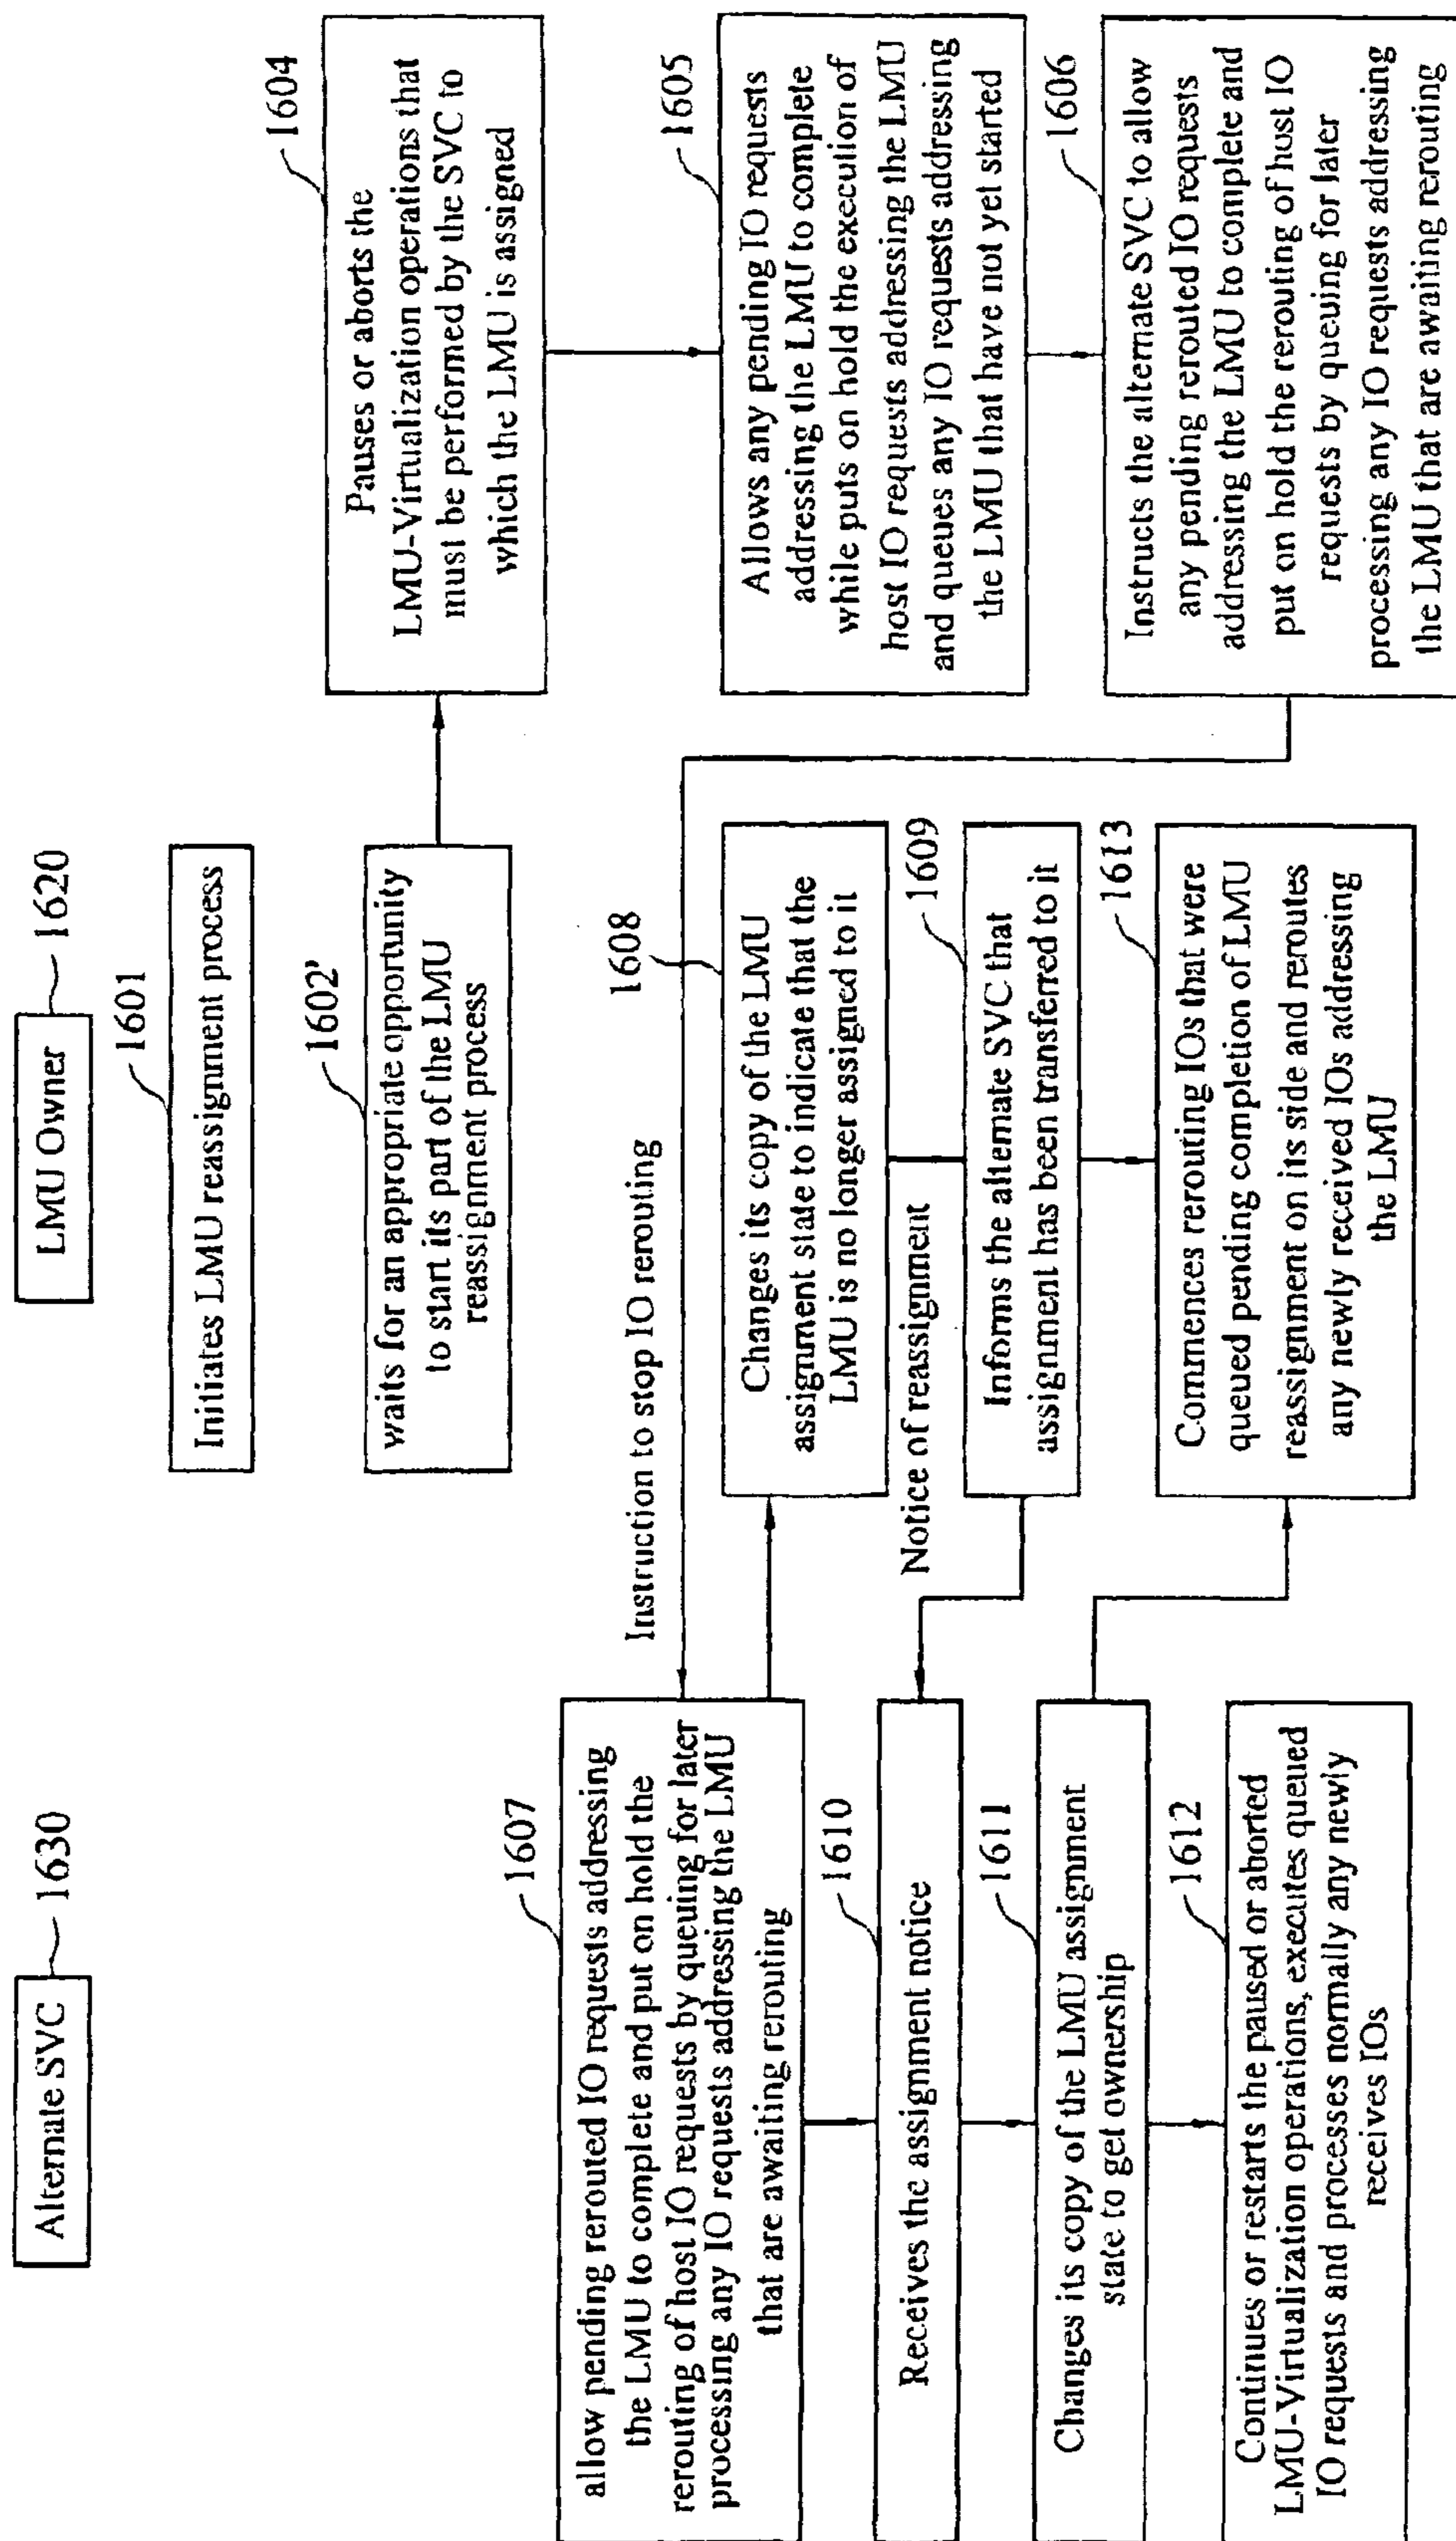 Alternate SVC
1630
LMU Owner
1620
1601
Initiates LMU reassignment process
1602'
waits for an appropriate opportunity
to start its part of the LMU
reassignment process
1604
Pauses or aborts the
LMU-Virtualization operations that
must be performed by the SVC to
which the LMU is assigned
1605
Allows any pending IO requests
addressing the LMU to complete
while puts on hold the execution of
host IO requests addressing the LMU
and queues any IO requests addressing
the LMU that have not yet started
1606
Instructs the alternate SVC to allow
any pending rerouted IO requests
addressing the LMU to complete and
put on hold the rerouting of host IO
requests by queuing for later
processing any IO requests addressing
the LMU that are awaiting rerouting
Instruction to stop IO rerouting
1607
allow pending rerouted IO requests addressing
the LMU to complete and put on hold the
rerouting of host IO requests by queuing for later
processing any IO requests addressing the LMU
that are awaiting rerouting
1608
Changes its copy of the LMU
assignment state to indicate that the
LMU is no longer assigned to it
Notice of reassignment
1609
Informs the alternate SVC that
assignment has been transferred to it
1610
Receives the assignment notice
1611
Changes its copy of the LMU assignment
state to get ownership
1612
Continues or restarts the paused or aborted
LMU-Virtualization operations, executes queued
IO requests and processes normally any newly
receives IOs
1613
Commences rerouting IOs that were
queued pending completion of LMU
reassignment on its side and reroutes
any newly received IOs addressing
the LMU